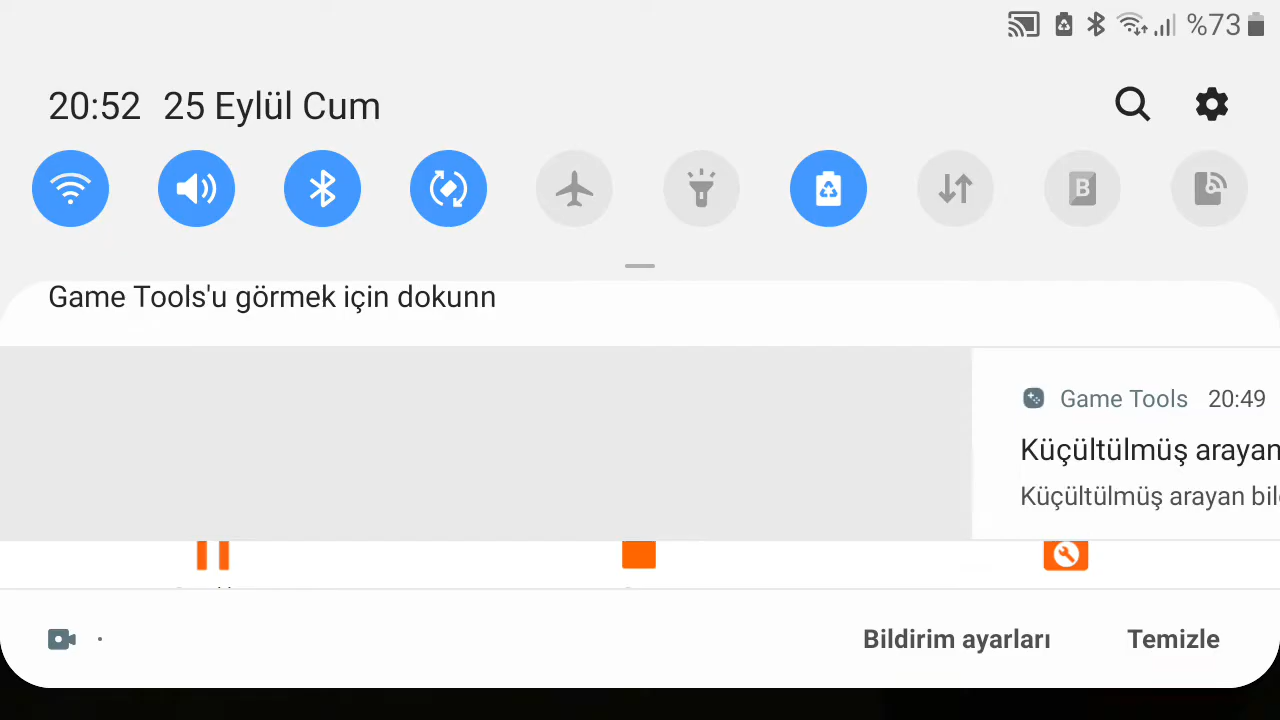 %73
20:52 25 Eylül Cum
B
Game Tools'u görmek için dokunn
Game Tools 20:49
Küçültülmüş arayan
Küçültülmüş arayan bil
Bildirim ayarları Temizle